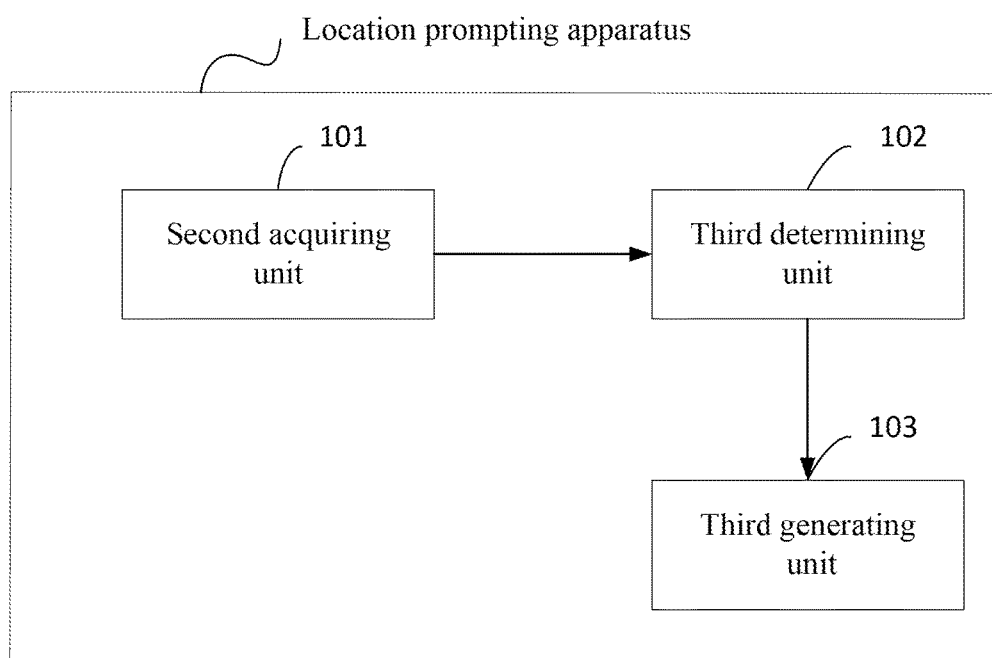 Location prompting apparatus
101
102
Second acquiring
unit
Third determining
unit
103
Third generating
unit